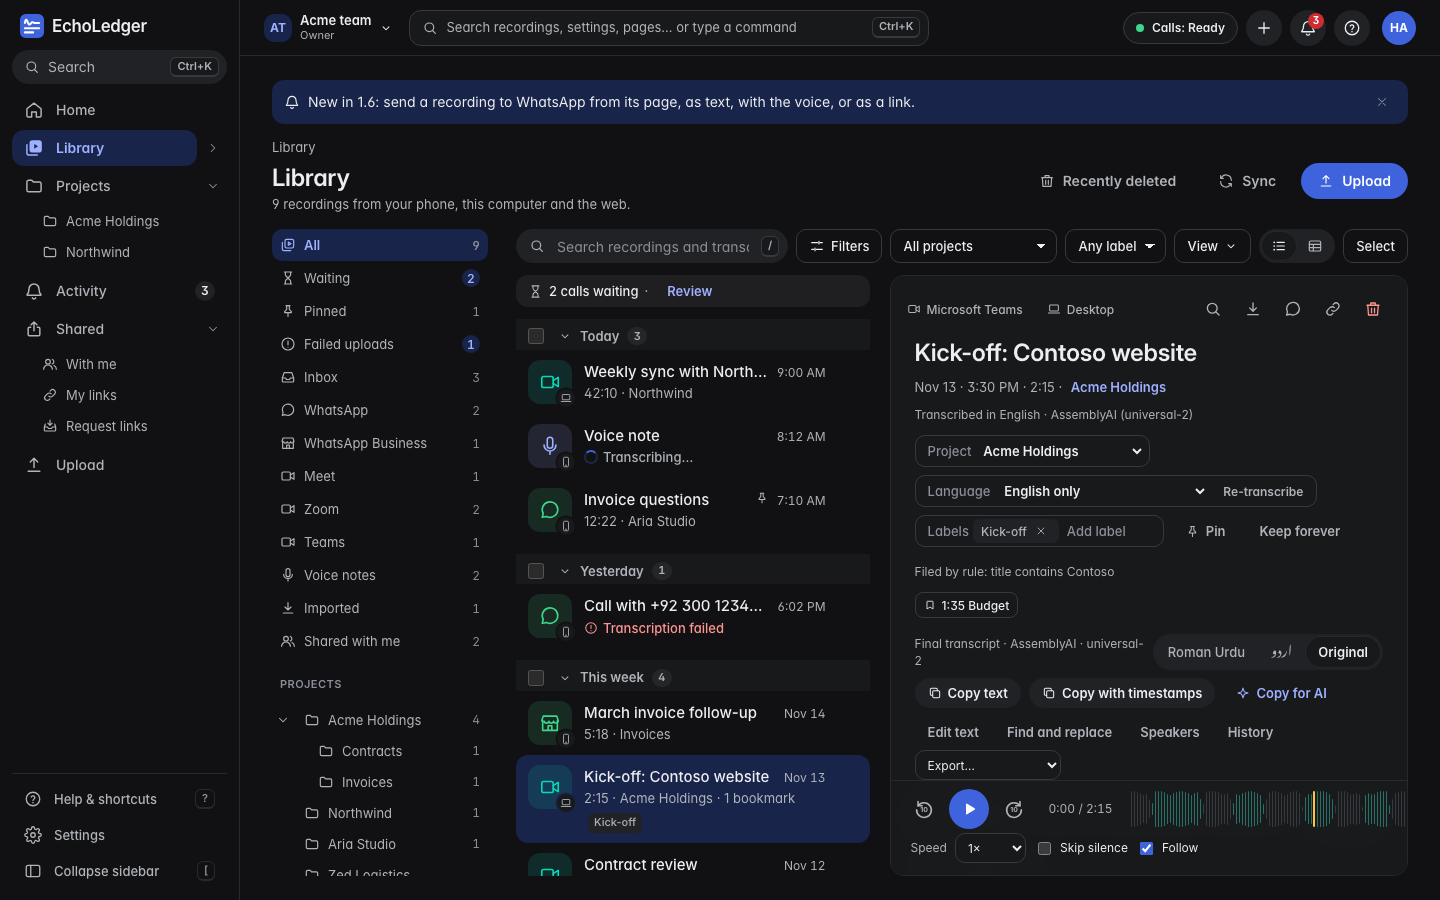 EchoLedger
Search Ctrl+K
Home
Library
Projects
Acme Holdings
Northwind
Activity 3
Shared
With me
My links
Request links
Upload
Help & shortcuts ?
Settings
Collapse sidebar [
AT Acme team
Owner
Search recordings, settings, pages... or type a command Ctrl+K
Calls: Ready
3
HA
New in 1.6: send a recording to WhatsApp from its page, as text, with the voice, or as a link.
Library
Library
9 recordings from your phone, this computer and the web.
Recently deleted
Sync
Upload
All 9
Waiting 2
Pinned 1
Failed uploads 1
Inbox 3
WhatsApp 2
WhatsApp Business 1
Meet 1
Zoom 2
Teams 1
Voice notes 2
Imported 1
Shared with me 2
PROJECTS
Acme Holdings 4
Contracts 1
Invoices 1
Northwind 1
Aria Studio 1
Zed Logistics
Search recordings and transc /
Filters
All projects
Any label
View
Select
2 calls waiting · Review
Today 3
Weekly sync with North... 9:00 AM
42:10 · Northwind
Voice note 8:12 AM
Transcribing...
Invoice questions 7:10 AM
12:22 · Aria Studio
Yesterday 1
Call with +92 300 1234... 6:02 PM
Transcription failed
This week 4
March invoice follow-up Nov 14
5:18 · Invoices
Kick-off: Contoso website Nov 13
2:15 · Acme Holdings · 1 bookmark
Kick-off
Contract review Nov 12
Microsoft Teams Desktop
Kick-off: Contoso website
Nov 13 · 3:30 PM · 2:15 · Acme Holdings
Transcribed in English · AssemblyAI (universal-2)
Project Acme Holdings
Language English only Re-transcribe
Labels Kick-off × Add label Pin Keep forever
Filed by rule: title contains Contoso
1:35 Budget
Final transcript · AssemblyAI · universal-
2
Roman Urdu اردو Original
Copy text Copy with timestamps Copy for AI
Edit text Find and replace Speakers History
Export...
10 10 0:00 / 2:15
Speed 1× Skip silence Follow